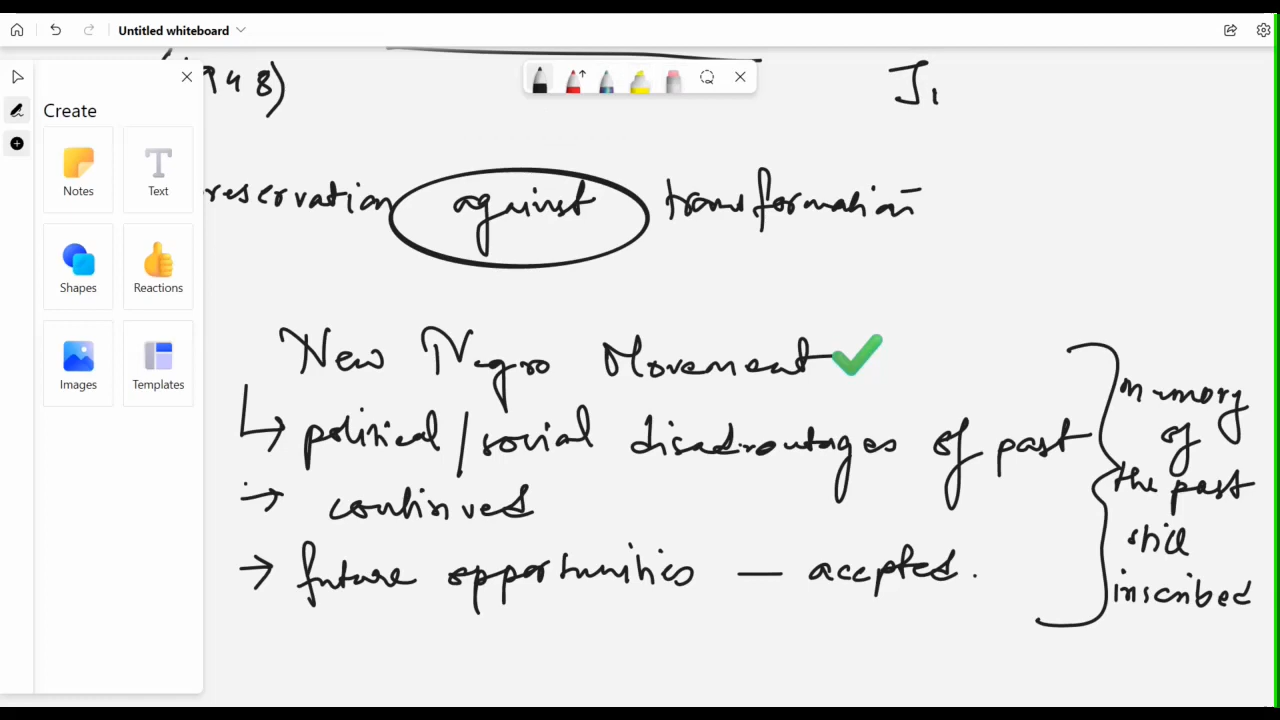 Untitled whiteboard
Create
Notes
Text
Shapes
Reactions
Images
Templates
948)
J,
reservation against transformation
New Negro Movement
political/social disadvantages of past
continued
future opportunities — accepted.
memory
of
the past
still
inscribed